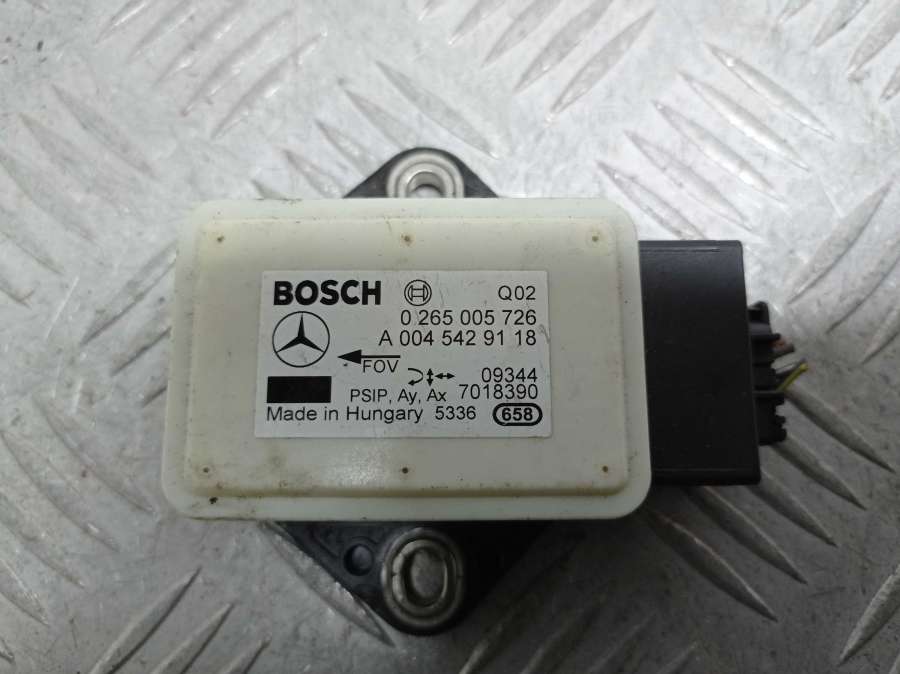 BOSCH Q02
0 265 005 726
A 004 542 91 18
FOV
09344
PSIP, Ay, Ax 7018390
Made in Hungary 5336 658